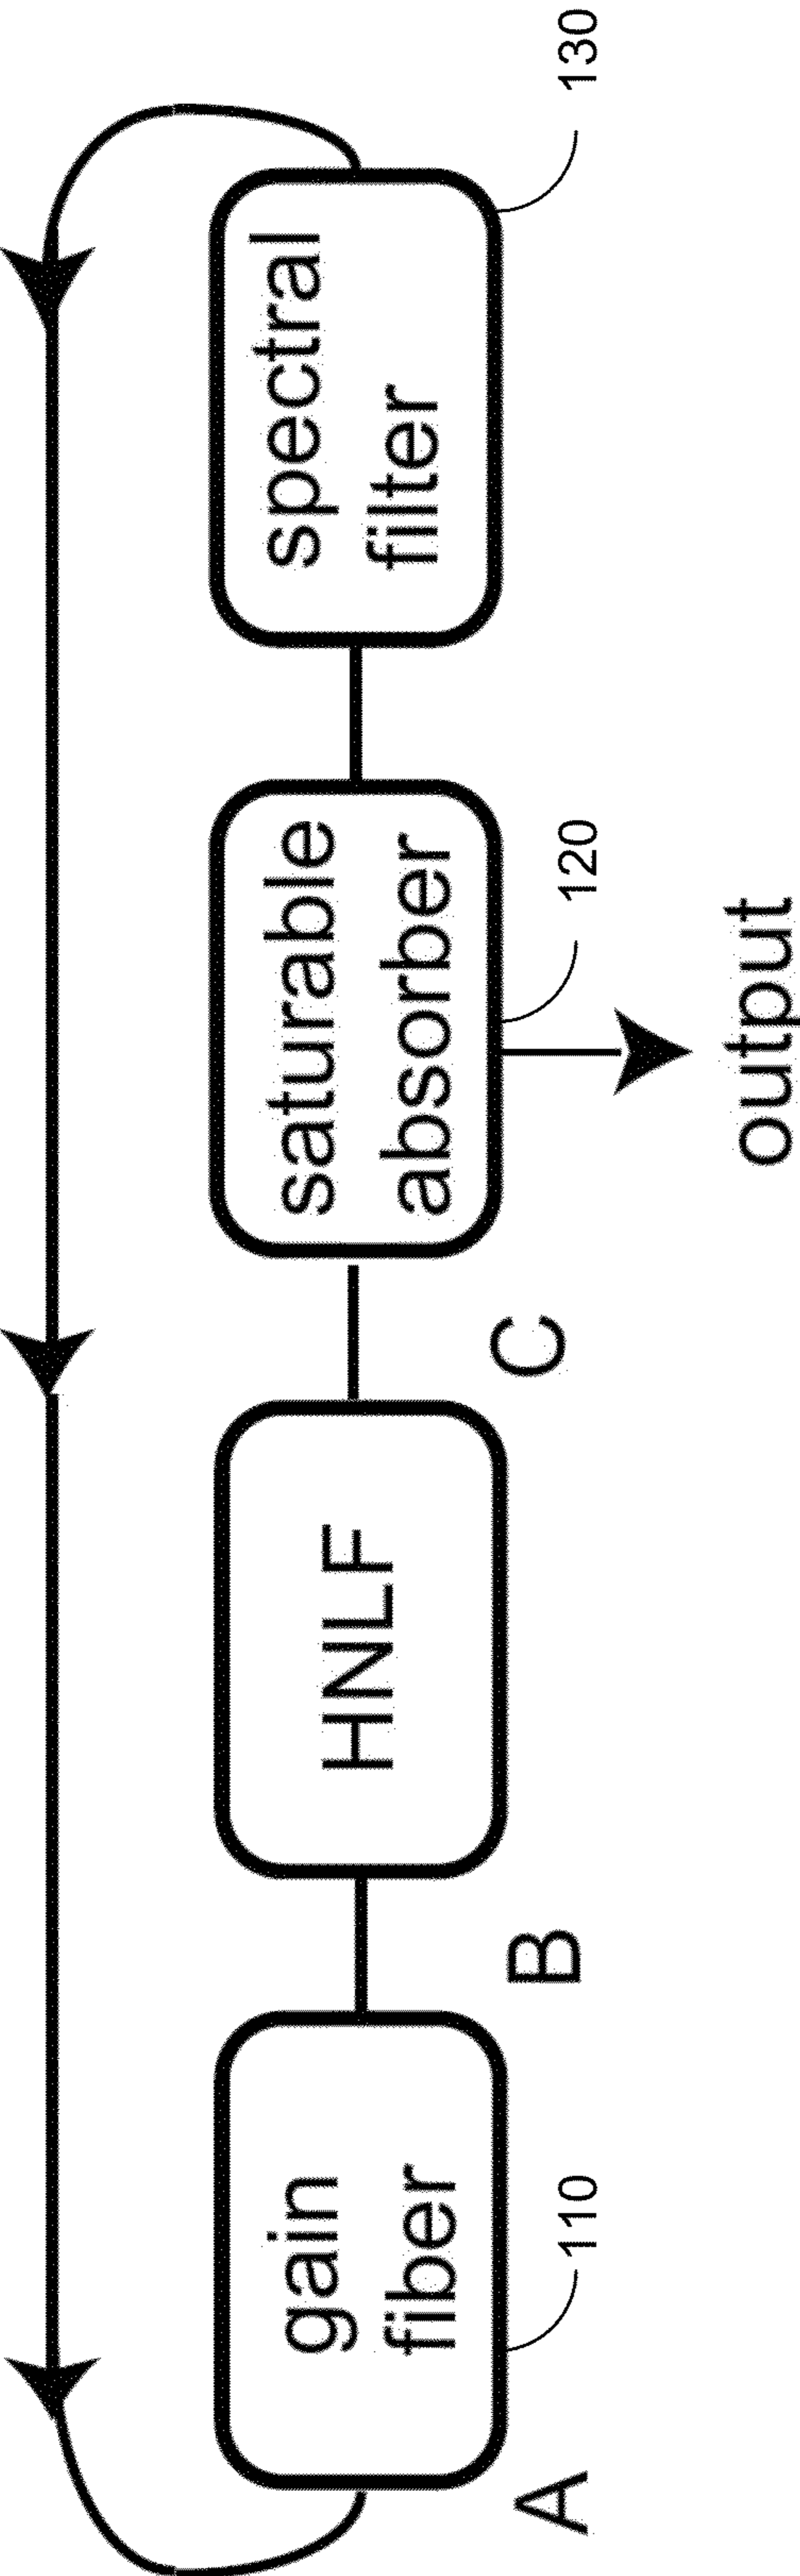 gain
fiber
HNLF
saturable
absorber
spectral
filter
A
B
C
110
120
130
output